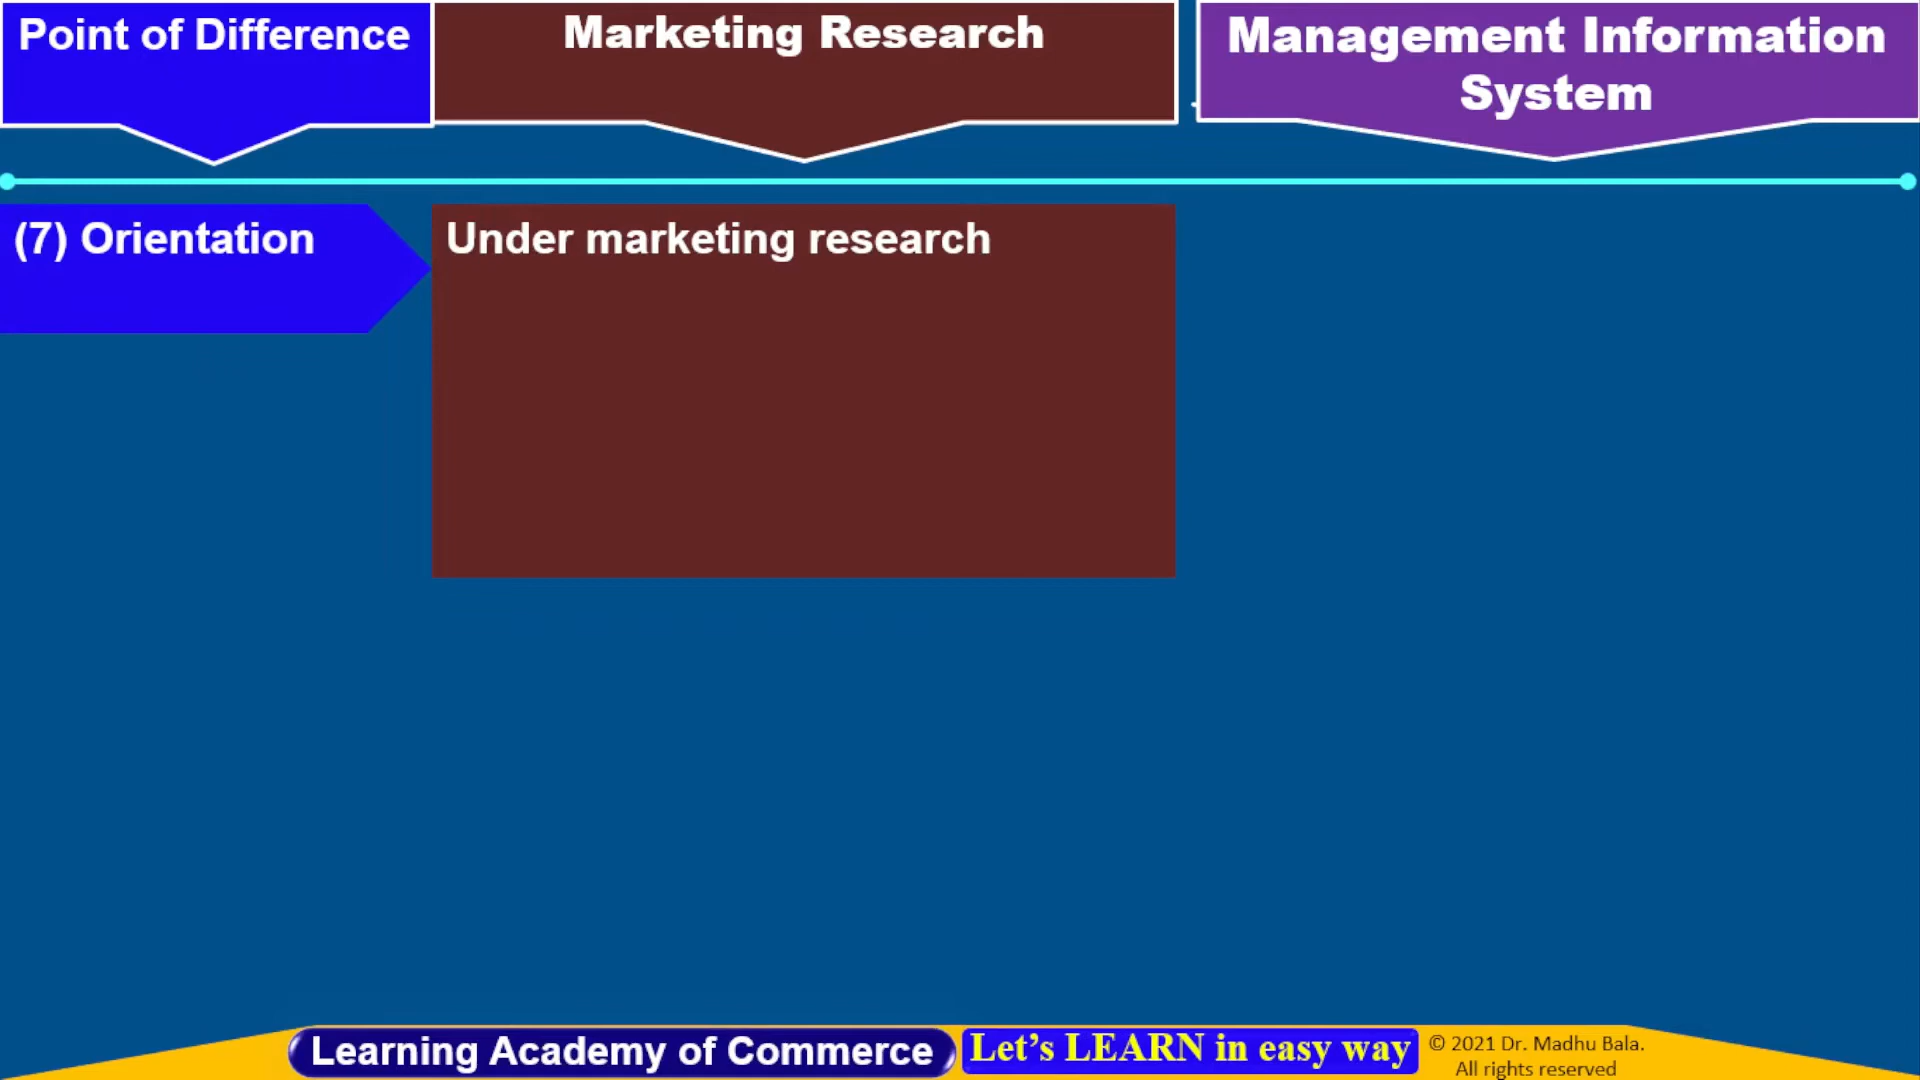 Point of Difference
Marketing Research
Management Information
System
(7) Orientation
Under marketing research
Learning Academy of Commerce
Let's LEARN in easy way
© 2021 Dr. Madhu Bala.
All rights reserved